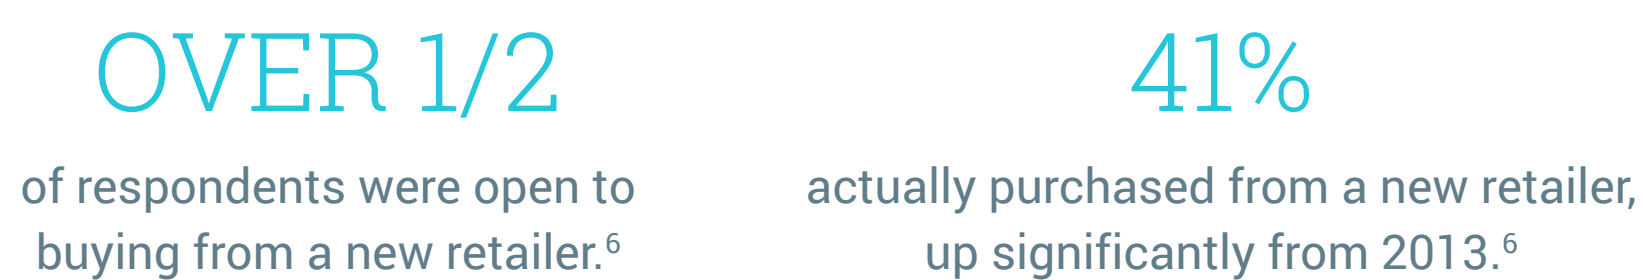 OVER 1/2
of respondents were open to
buying from a new retailer.6
41%
actually purchased from a new retailer,
up significantly from 2013.6